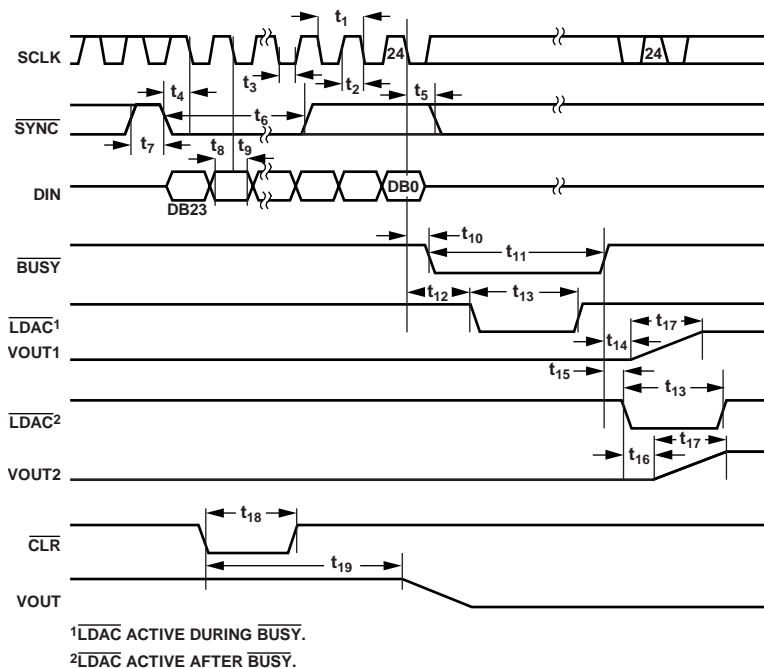 t1
SCLK
24
24
t3
t2
t4
t5
t6
SYNC
t7
t8
t9
DIN
DB23
DB0
t10
t11
BUSY
t12
t13
t17
LDAC1
t14
VOUT1
t15
t13
LDAC2
t17
t16
VOUT2
t18
CLR
t19
VOUT
1LDAC ACTIVE DURING BUSY.
2LDAC ACTIVE AFTER BUSY.